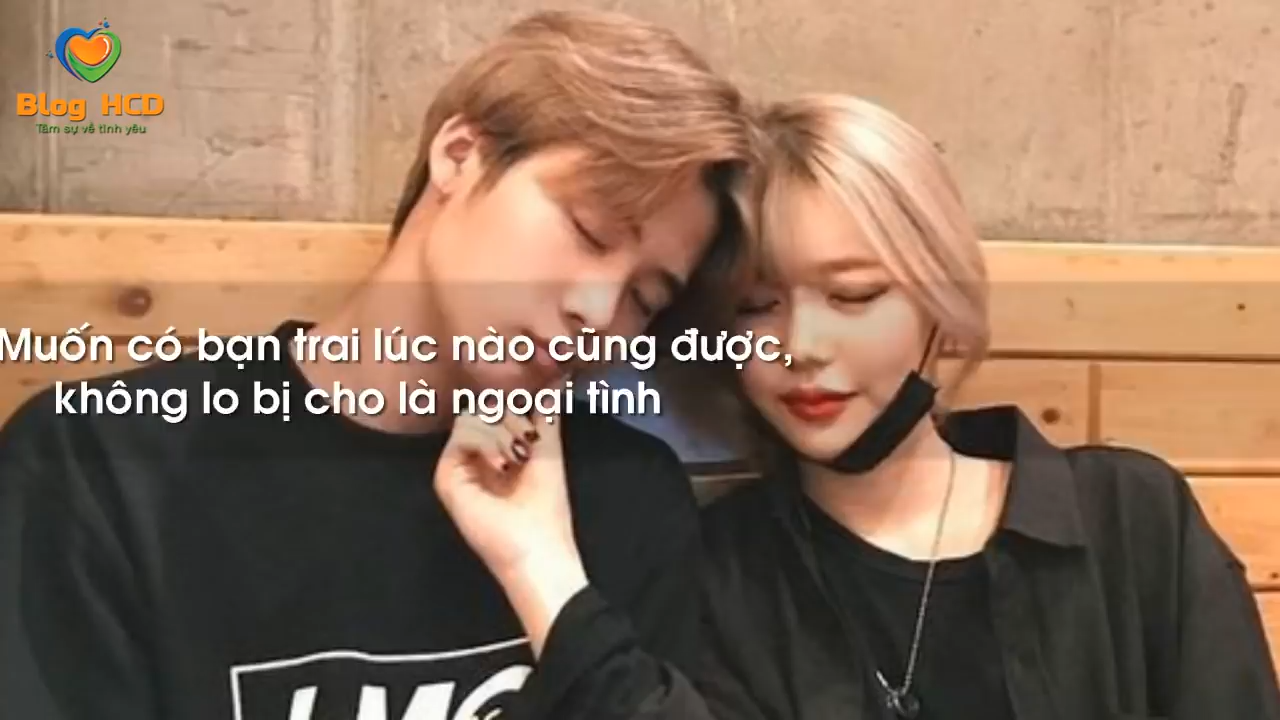 Blog HCD
Tâm sự về tình yêu
Muốn có bạn trai lúc nào cũng được,
không lo bị cho là ngoại tình